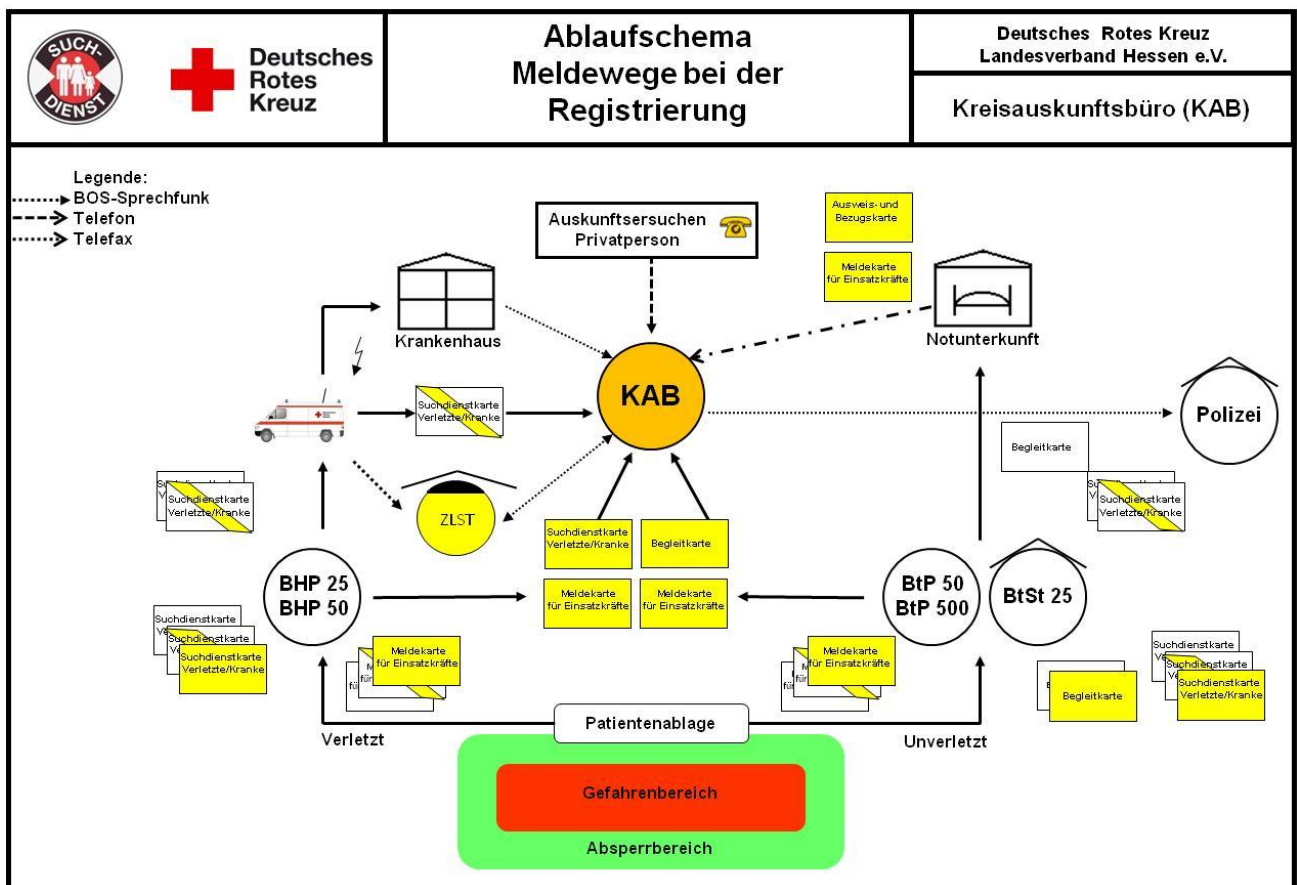 SUCH-
DIENST
Deutsches
Rotes
Kreuz
Ablaufschema
Meldewege bei der
Registrierung
Deutsches Rotes Kreuz
Landesverband Hessen e.V.
Kreisauskunftsbüro (KAB)
Legende:
BOS-Sprechfunk
Telefon
Telefax
Auskunftsersuchen
Privatperson
Ausweis- und
Bezugskarte
Meldekarte
für Einsatzkräfte
Krankenhaus
Notunterkunft
KAB
Suchdienstkarte
Verletzte/Kranke
Polizei
Begleitkarte
Suchdienstkarte
Verletzte/Kranke
Suchdienstkarte
Verletzte/Kranke
ZLST
Suchdienstkarte
Verletzte/Kranke
Begleitkarte
BHP 25
BHP 50
Meldekarte
für Einsatzkräfte
Meldekarte
für Einsatzkräfte
BtP 50
BtP 500
BtSt 25
Suchdienstkarte
Suchdienstkarte
Verletzte/Kranke
Meldekarte
für Einsatzkräfte
Meldekarte
für Einsatzkräfte
Begleitkarte
Suchdienstkarte
Suchdienstkarte
Verletzte/Kranke
Patientenablage
Verletzt
Unverletzt
Gefahrenbereich
Absperrbereich